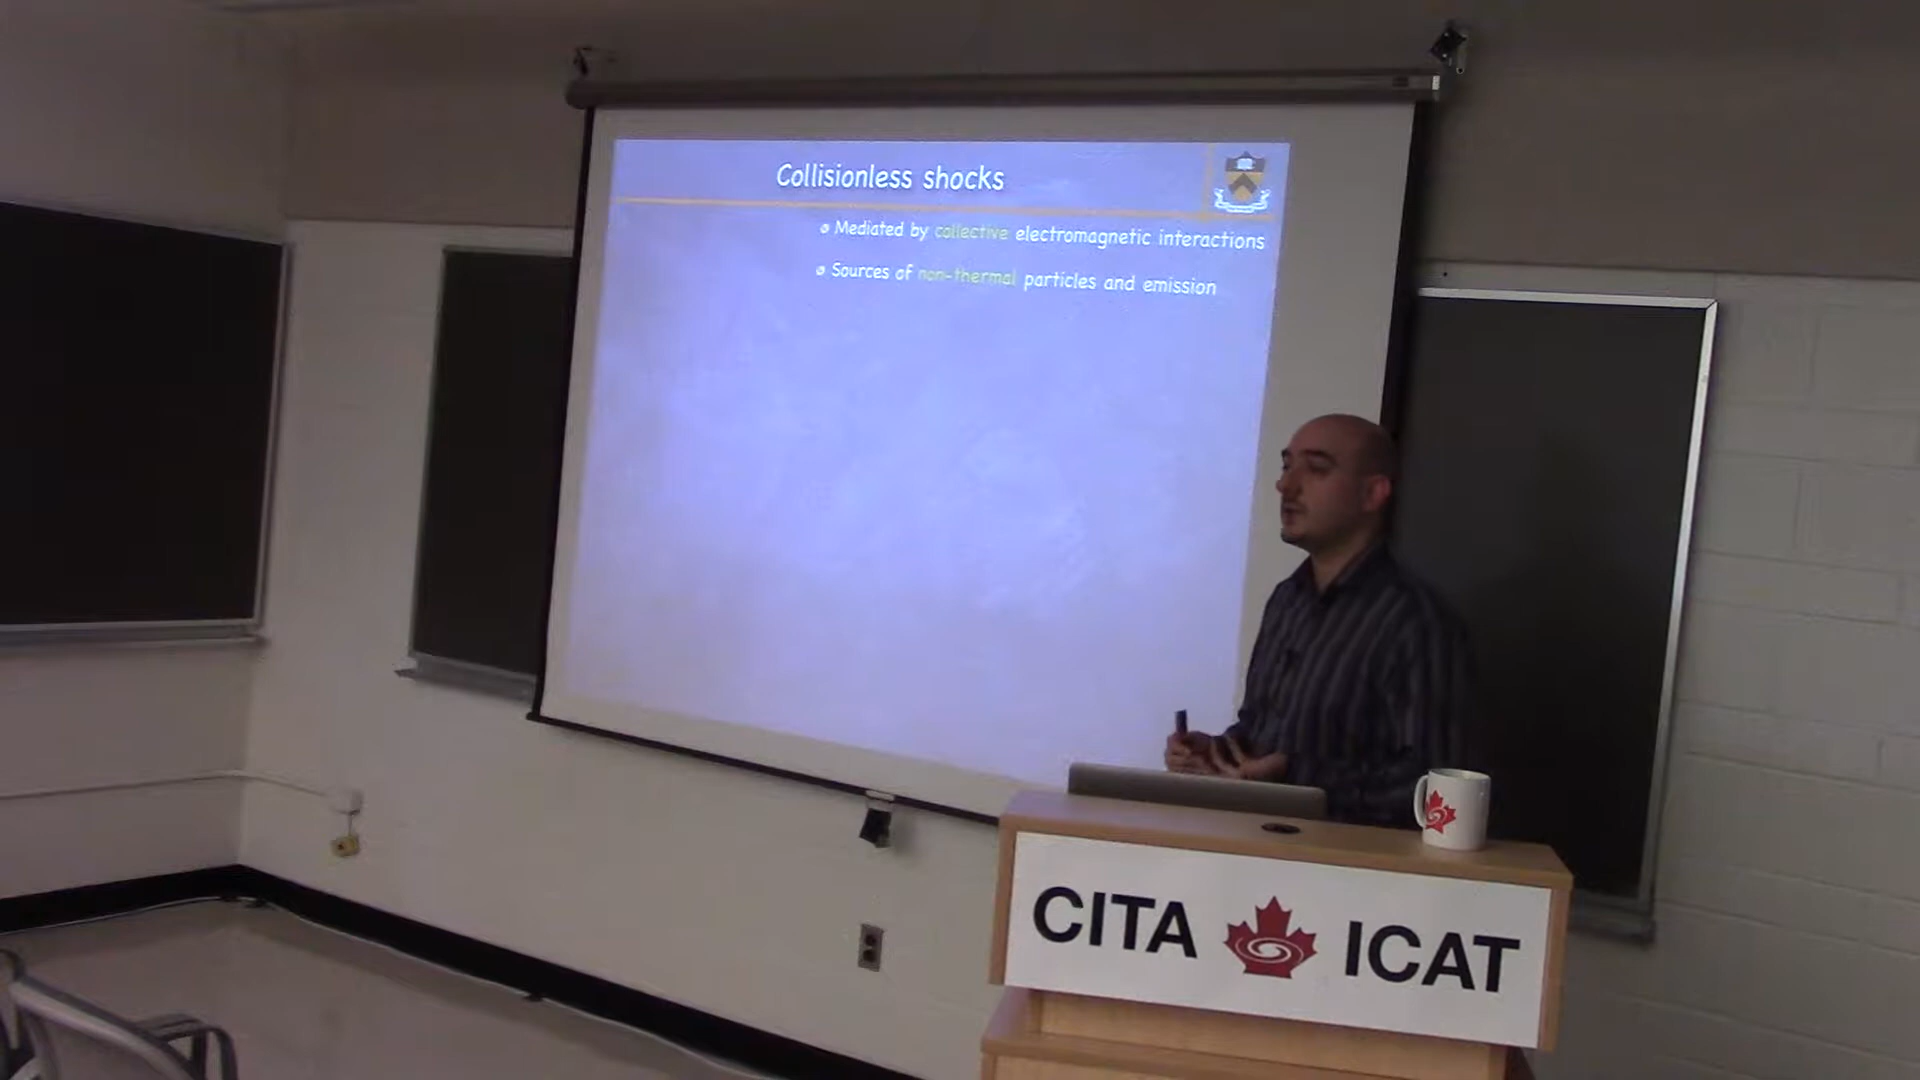 Collisionless shocks
Mediated by collective electromagnetic interactions
Sources of non-thermal particles and emission
CITA ICAT